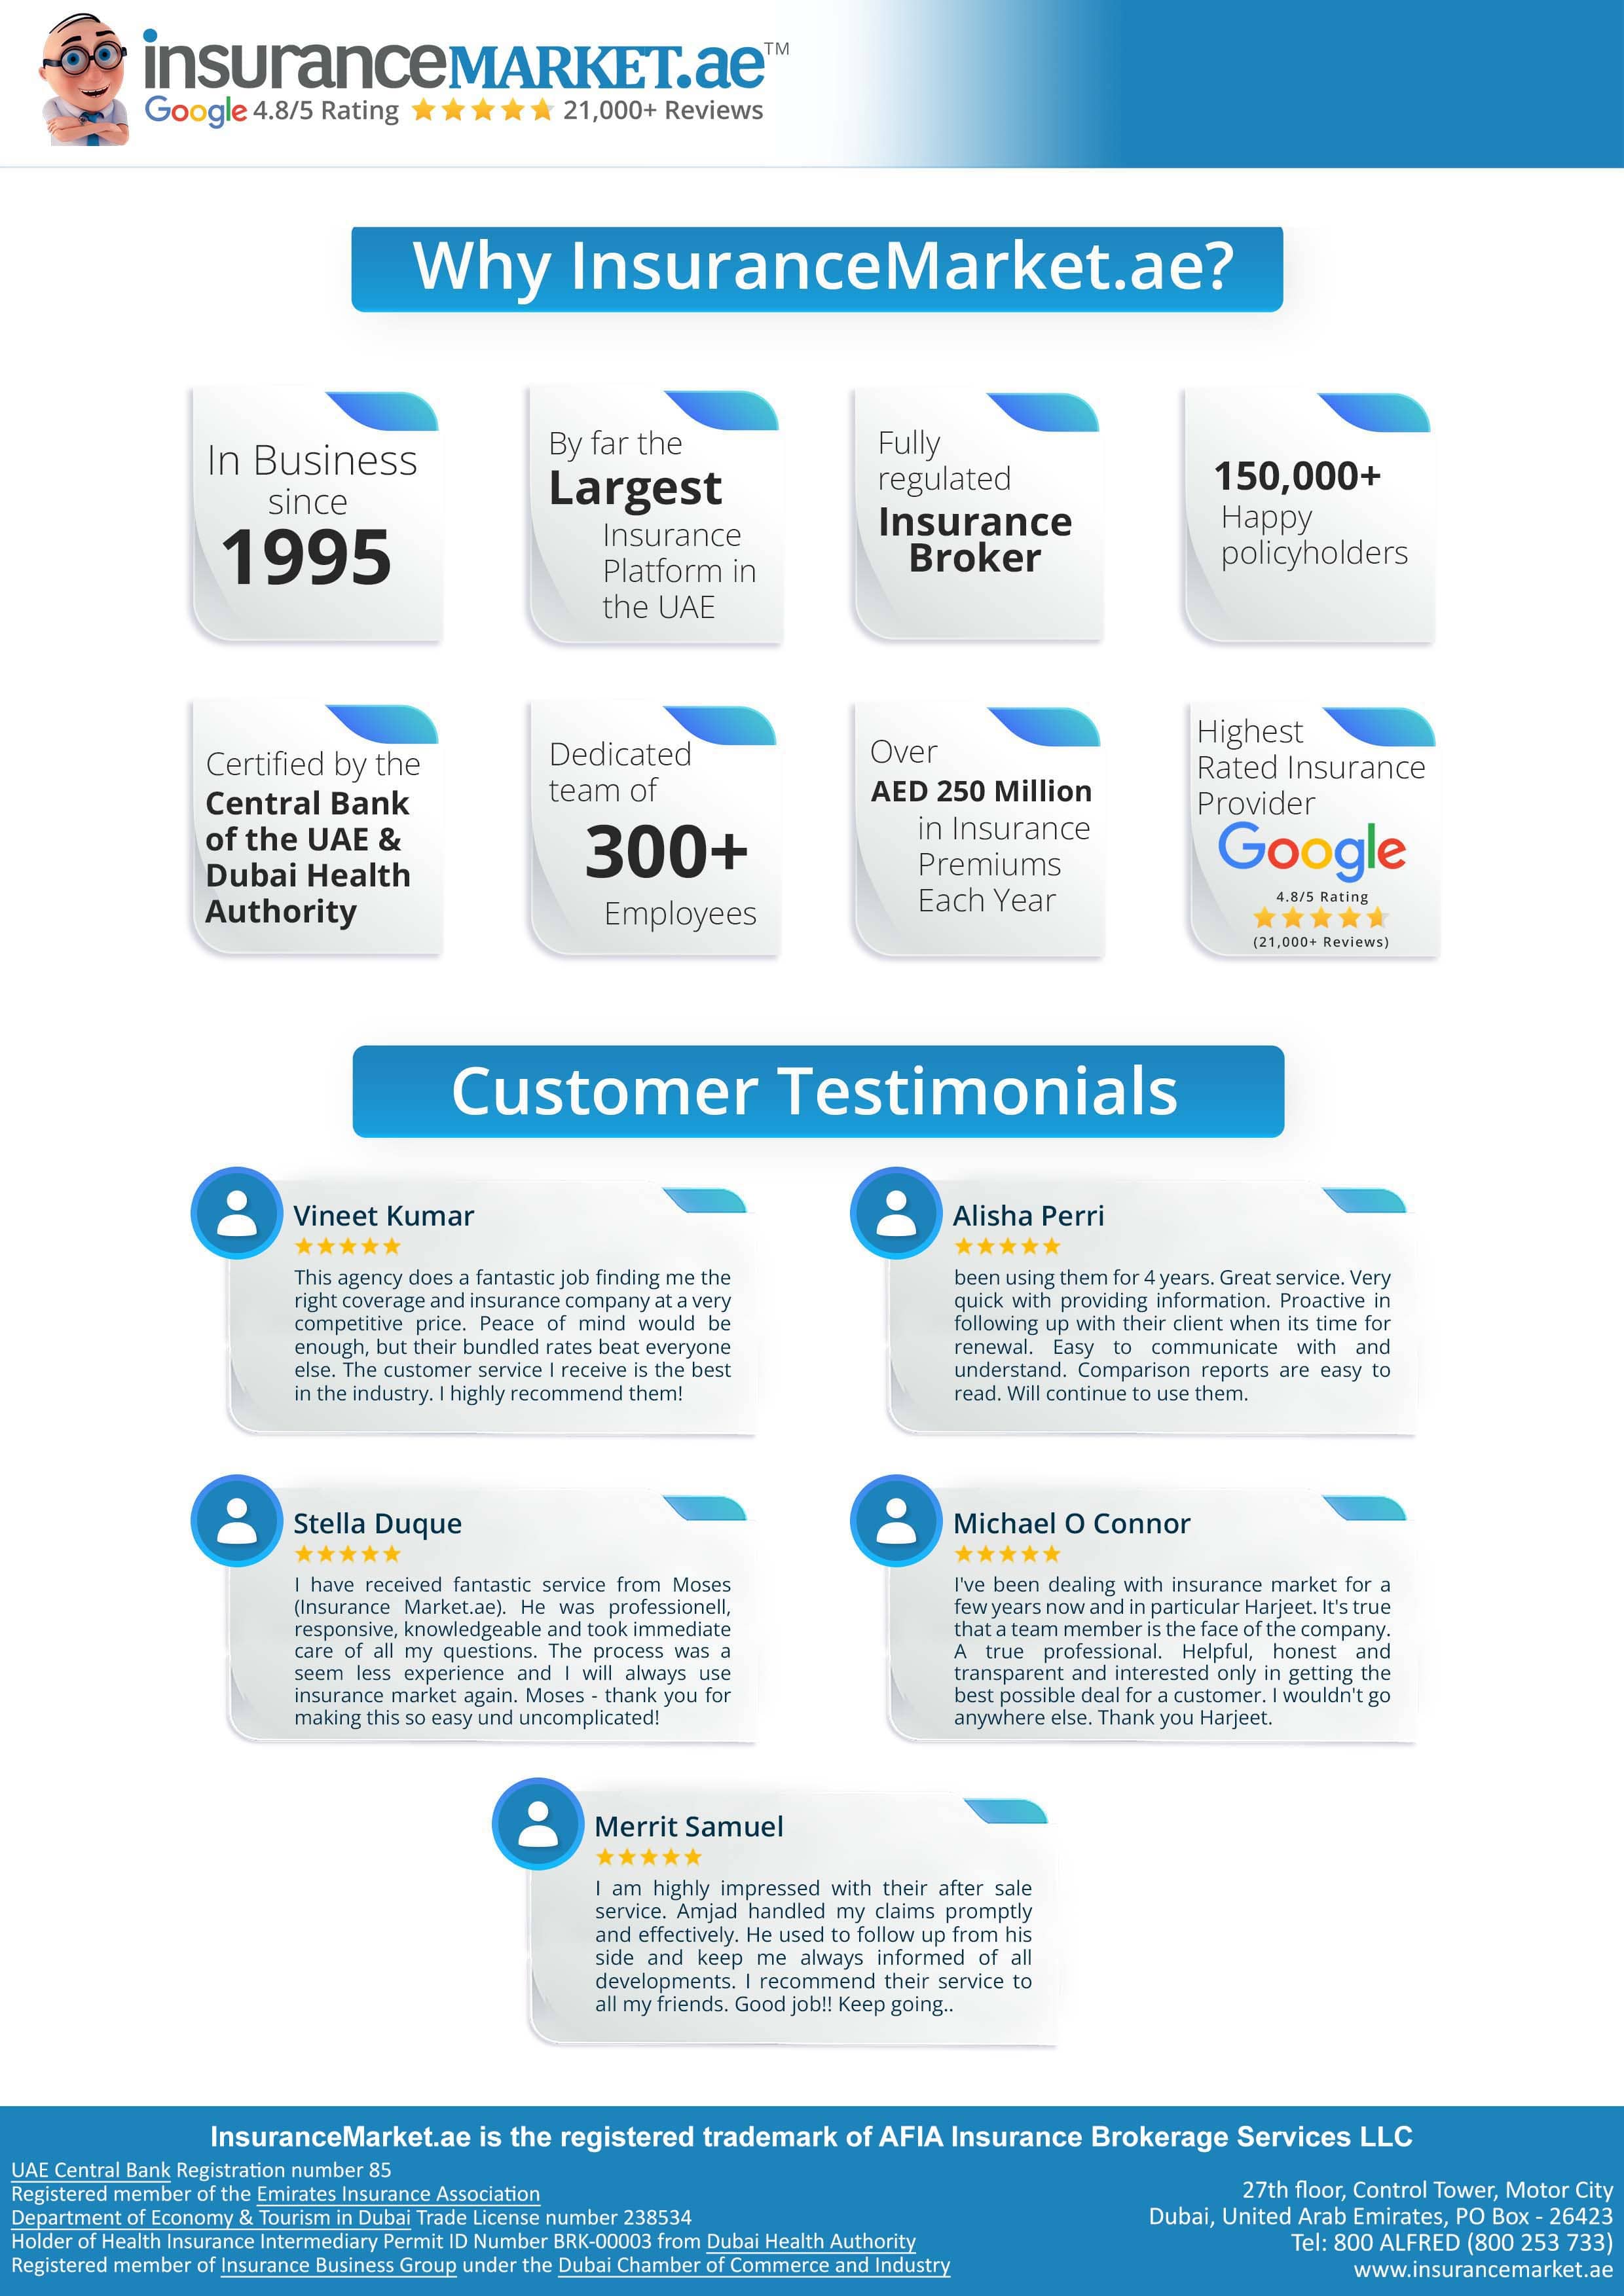 insuranceMARKET.ae™
Google 4.8/5 Rating 21,000+ Reviews
Why InsuranceMarket.ae?
In Business
since
1995
By far the
Largest
Insurance
Platform in
the UAE
Fully
regulated
Insurance
Broker
150,000+
Happy
policyholders
Certified by the
Central Bank
of the UAE &
Dubai Health
Authority
Dedicated
team of
300+
Employees
Over
AED 250 Million
in Insurance
Premiums
Each Year
Highest
Rated Insurance
Provider
Google
4.8/5 Rating
(21,000+ Reviews)
Customer Testimonials
Vineet Kumar
This agency does a fantastic job finding me the
right coverage and insurance company at a very
competitive price. Peace of mind would be
enough, but their bundled rates beat everyone
else. The customer service I receive is the best
in the industry. I highly recommend them!
Alisha Perri
been using them for 4 years. Great service. Very
quick with providing information. Proactive in
following up with their client when its time for
renewal. Easy to communicate with and
understand. Comparison reports are easy to
read. Will continue to use them.
Stella Duque
I have received fantastic service from Moses
(Insurance Market.ae). He was professionell,
responsive, knowledgeable and took immediate
care of all my questions. The process was a
seem less experience and I will always use
insurance market again. Moses - thank you for
making this so easy und uncomplicated!
Michael O Connor
I've been dealing with insurance market for a
few years now and in particular Harjeet. It's true
that a team member is the face of the company.
A true professional. Helpful, honest and
transparent and interested only in getting the
best possible deal for a customer. I wouldn't go
anywhere else. Thank you Harjeet.
Merrit Samuel
I am highly impressed with their after sale
service. Amjad handled my claims promptly
and effectively. He used to follow up from his
side and keep me always informed of all
developments. I recommend their service to
all my friends. Good job!! Keep going..
InsuranceMarket.ae is the registered trademark of AFIA Insurance Brokerage Services LLC
UAE Central Bank Registration number 85
Registered member of the Emirates Insurance Association
Department of Economy & Tourism in Dubai Trade License number 238534
Holder of Health Insurance Intermediary Permit ID Number BRK-00003 from Dubai Health Authority
Registered member of Insurance Business Group under the Dubai Chamber of Commerce and Industry
27th floor, Control Tower, Motor City
Dubai, United Arab Emirates, PO Box - 26423
Tel: 800 ALFRED (800 253 733)
www.insurancemarket.ae